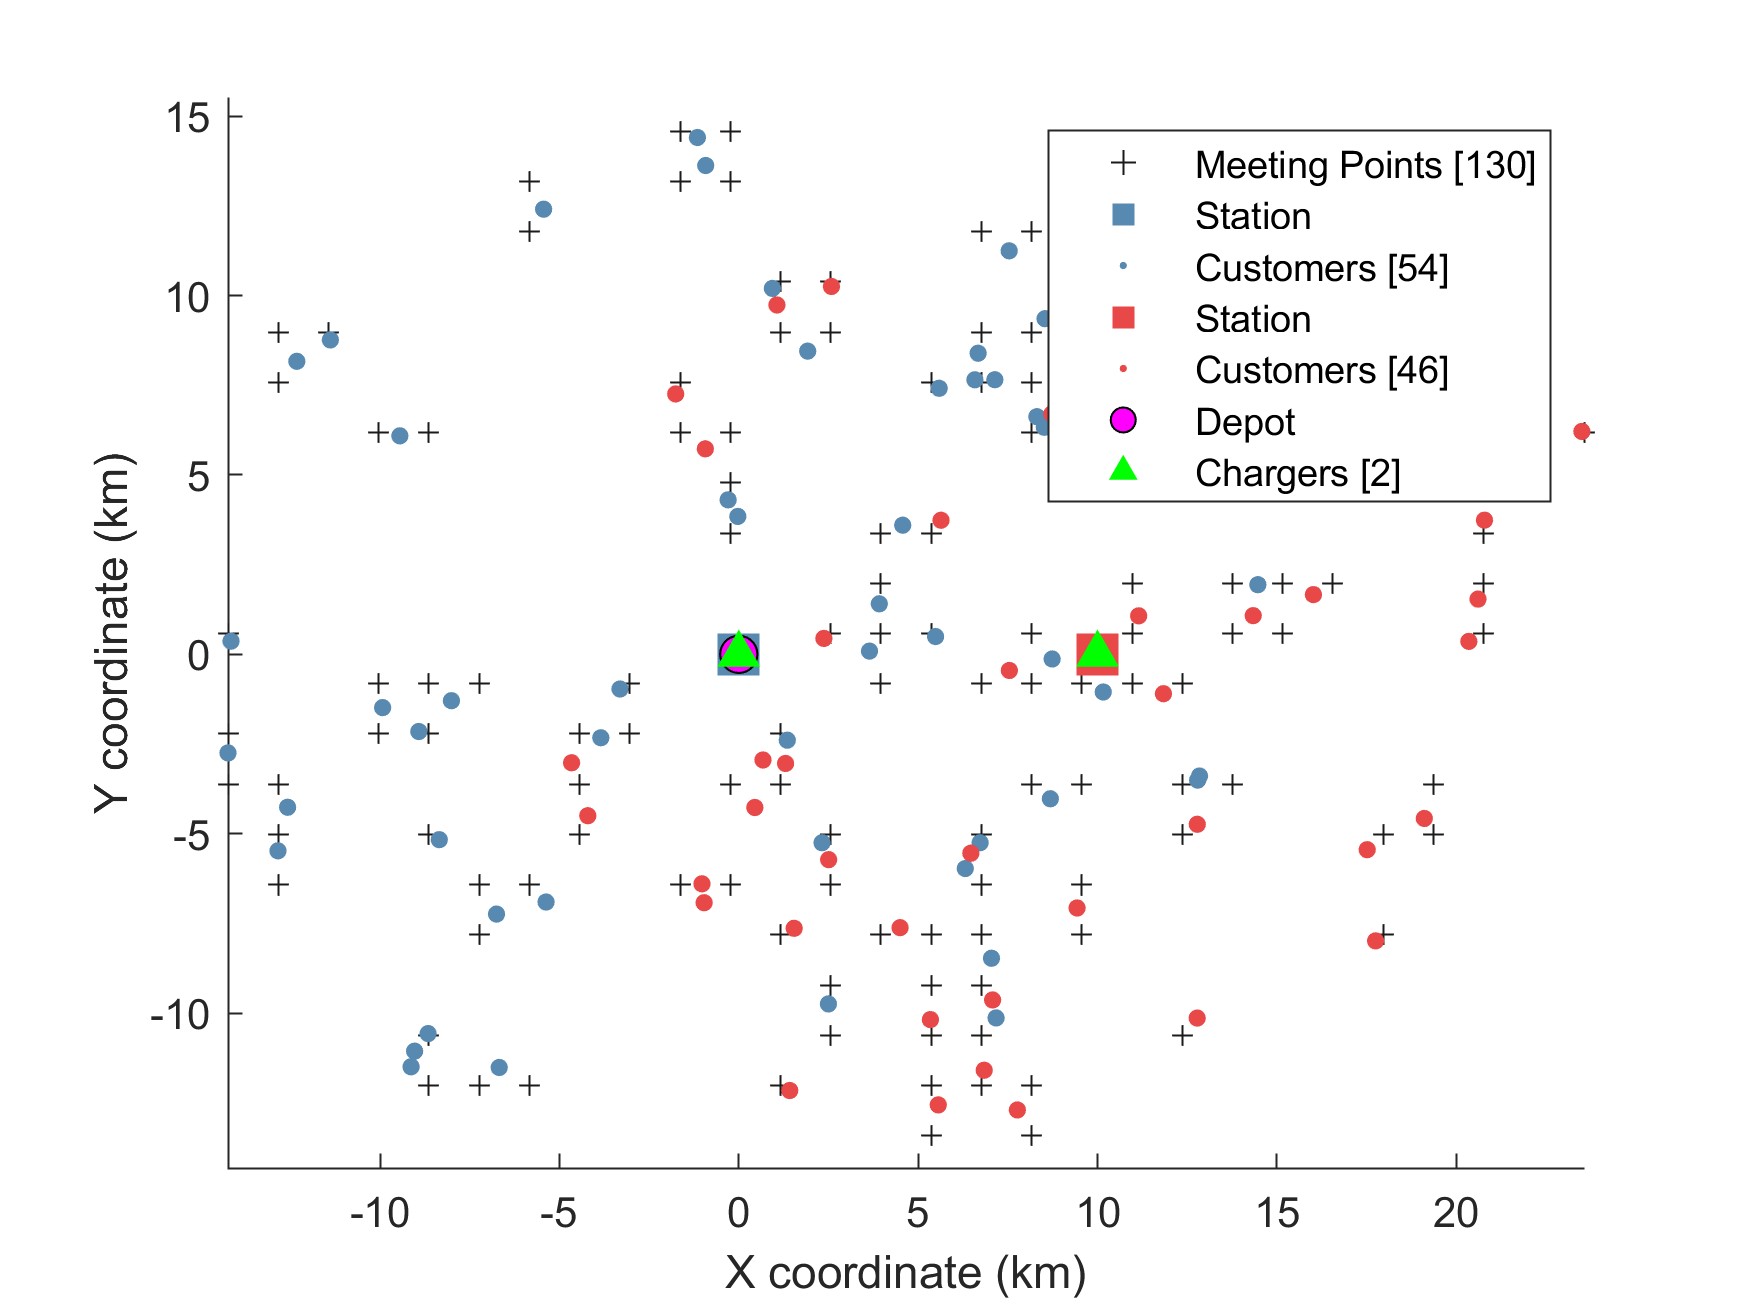 15
10
5
0
-5
-10
Y coordinate (km)
Meeting Points [130]
Station
Customers [54]
Station
Customers [46]
Depot
Chargers [2]
-10 -5 0 5 10 15 20
X coordinate (km)